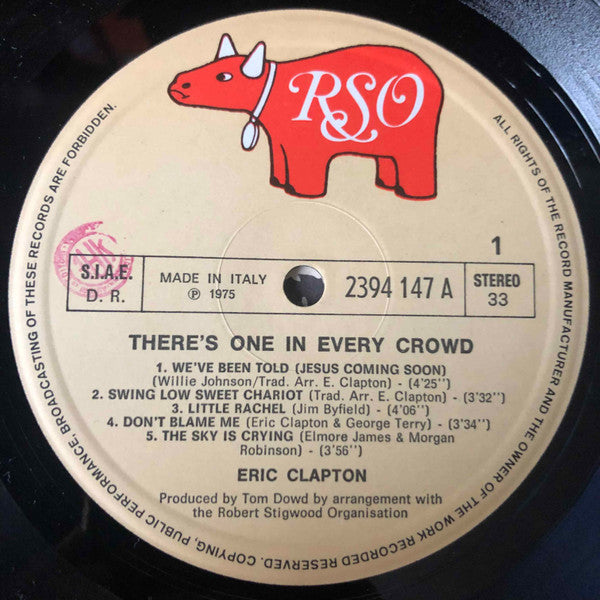 RSO
1
S.I.A.E.
D. R.
MADE IN ITALY
℗ 1975
2394 147 A
STEREO
33
THERE'S ONE IN EVERY CROWD
1. WE'VE BEEN TOLD (JESUS COMING SOON)
(Willie Johnson/Trad. Arr. E. Clapton) - (4'25'')
2. SWING LOW SWEET CHARIOT (Trad. Arr. E. Clapton) - (3'32'')
3. LITTLE RACHEL (Jim Byfield) - (4'06'')
4. DON'T BLAME ME (Eric Clapton & George Terry) - (3'34'')
5. THE SKY IS CRYING (Elmore James & Morgan
Robinson) - (3'56'')
ERIC CLAPTON
Produced by Tom Dowd by arrangement with
the Robert Stigwood Organisation
ALL RIGHTS OF THE RECORD MANUFACTURER AND THE OWNER OF THE WORK RECORDED RESERVED. COPYING, PUBLIC PERFORMANCE, BROADCASTING OF THESE RECORDS ARE FORBIDDEN.